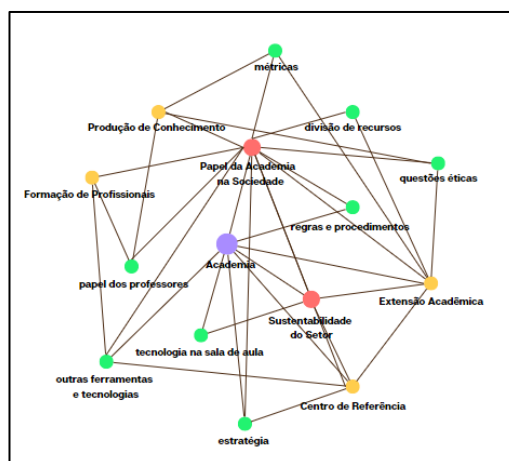 métricas
Produção de Conhecimento
divisão de recursos
Papel da Academia
na Sociedade
questões éticas
Formação de Profissionais
regras e procedimentos
Academia
papel dos professores
Extensão Acadêmica
Sustentabilidade
do Setor
tecnologia na sala de aula
outras ferramentas
e tecnologias
Centro de Referência
estratégia